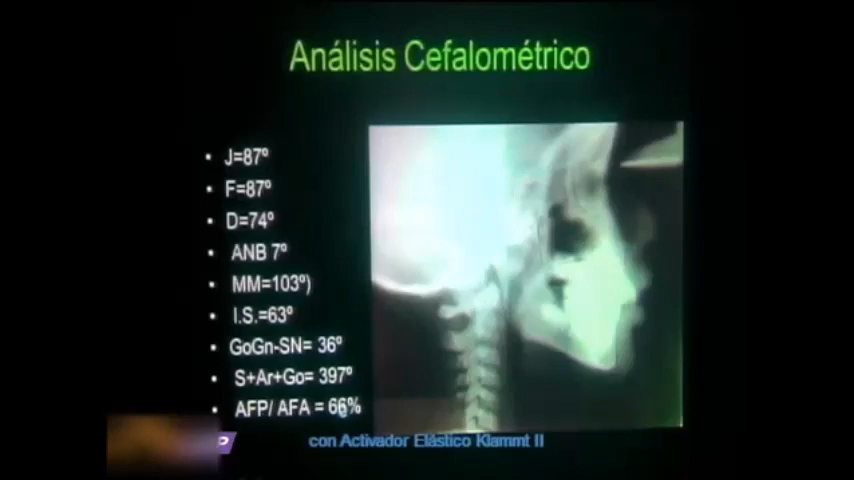 Análisis Cefalométrico
• J=87º
• F=87º
• D=74º
• ANB 7º
• MM=103º)
• I.S.=63º
• GoGn-SN= 36º
• S+Ar+Go= 397º
• AFP/ AFA = 66%
P
con Activador Elástico Klammt II